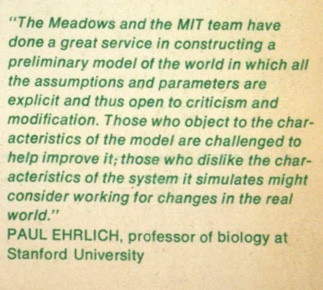 "The Meadows and the MIT team have
done a great service in constructing a
preliminary model of the world in which all
the assumptions and parameters are
explicit and thus open to criticism and
modification. Those who object to the char-
acteristics of the model are challenged to
help improve it; those who dislike the char-
acteristics of the system it simulates might
consider working for changes in the real
world."
PAUL EHRLICH, professor of biology at
Stanford University